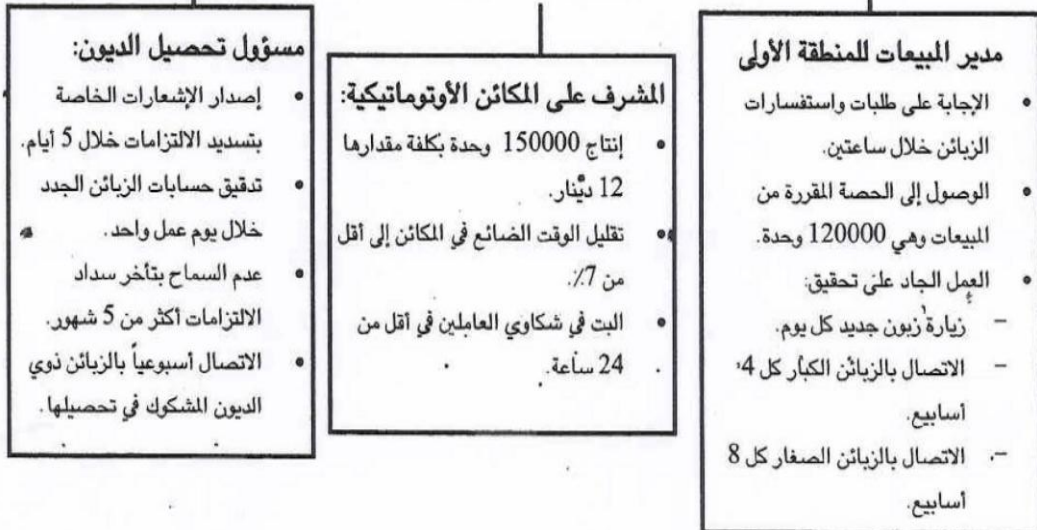 مدير المبيعات للمنطقة الأولى
• الإجابة على طلبات واستفسارات
الزبائن خلال ساعتين.
• الوصول إلى الحصة المقررة من
المبيعات وهي 120000 وحدة.
• العمل الجاد على تحقيق:
– زيارة زبون جديد كل يوم.
– الاتصال بالزبائن الكبار كل 4
أسابيع.
– الاتصال بالزبائن الصغار كل 8
أسابيع.
المشرف على المكائن الأوتوماتيكية:
• إنتاج 150000 وحدة بكلفة مقدارها
12 دينار.
• تقليل الوقت الضائع في المكائن إلى أقل
من 7٪.
• البت في شكاوي العاملين في أقل من
24 ساعة.
مسؤول تحصيل الديون:
• إصدار الإشعارات الخاصة
بتسديد الالتزامات خلال 5 أيام.
• تدقيق حسابات الزبائن الجدد
خلال يوم عمل واحد.
• عدم السماح بتأخر سداد
الالتزامات أكثر من 5 شهور.
• الاتصال أسبوعياً بالزبائن ذوي
الديون المشكوك في تحصيلها.